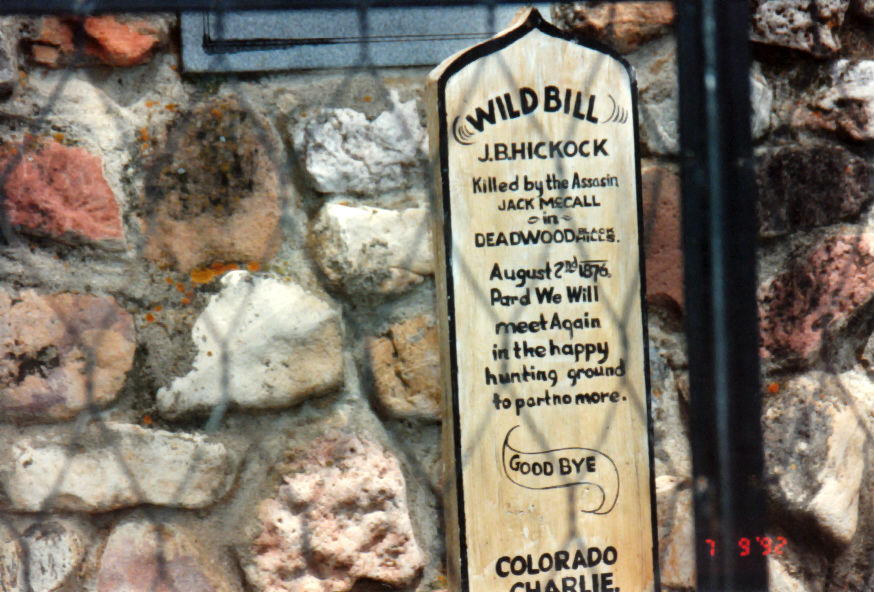 WILD BILL
J.B.HICKOCK
Killed by the Assasin
JACK McCALL
in
DEADWOOD BLACK HILLS.
August 2nd 1876.
Pard We Will
meet Again
in the happy
hunting ground
to part no more.
GOOD BYE
COLORADO
CHARLIE.
7 9'92